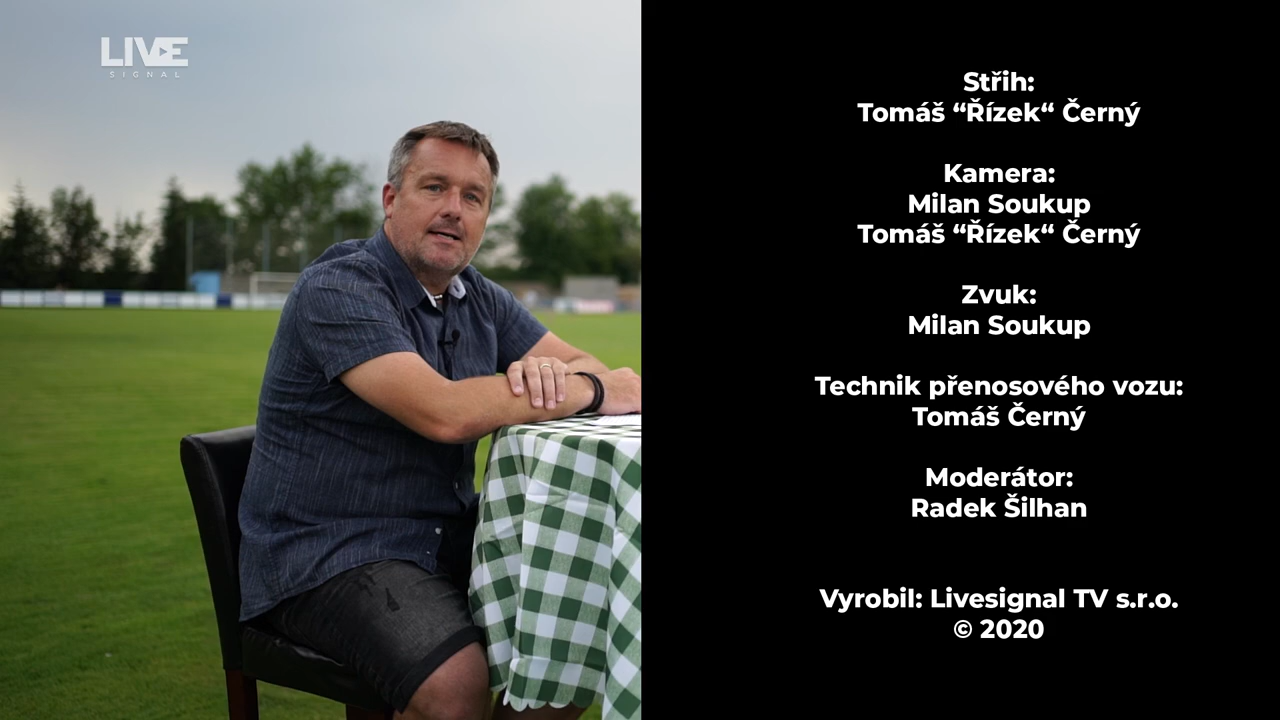 LIVE
SIGNAL
Střih:
Tomáš “Řízek“ Černý
Kamera:
Milan Soukup
Tomáš “Řízek“ Černý
Zvuk:
Milan Soukup
Technik přenosového vozu:
Tomáš Černý
Moderátor:
Radek Šilhan
Vyrobil: Livesignal TV s.r.o.
© 2020